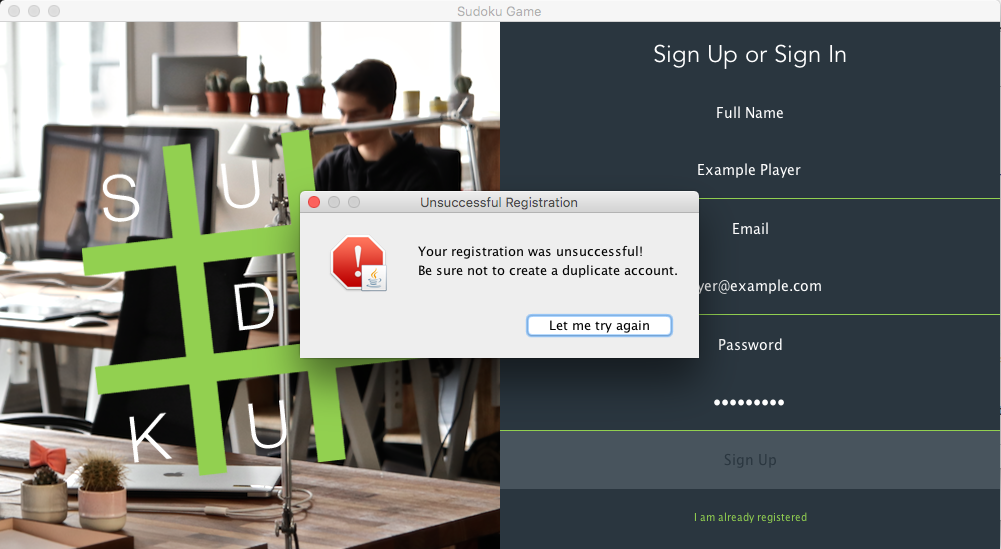 Sudoku Game
S U
D
K U
Sign Up or Sign In
Full Name
Example Player
Email
yer@example.com
Password
Sign Up
I am already registered
Unsuccessful Registration
Your registration was unsuccessful!
Be sure not to create a duplicate account.
Let me try again